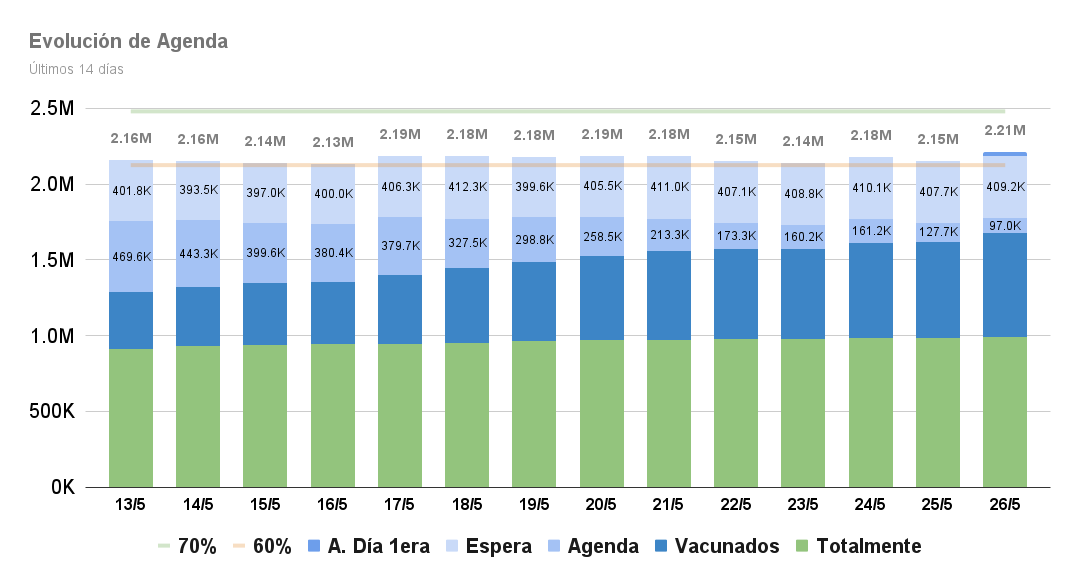 Evolución de Agenda
Últimos 14 días
2.5M
2.16M 2.16M 2.14M 2.13M 2.19M 2.18M 2.18M 2.19M 2.18M 2.15M 2.14M 2.18M 2.15M 2.21M
2.0M
401.8K 393.5K 397.0K 400.0K 406.3K 412.3K 399.6K 405.5K 411.0K 407.1K 408.8K 410.1K 407.7K 409.2K
469.6K 443.3K 399.6K 380.4K 379.7K 327.5K 298.8K 258.5K 213.3K 173.3K 160.2K 161.2K 127.7K 97.0K
1.5M
1.0M
500K
0K
13/5 14/5 15/5 16/5 17/5 18/5 19/5 20/5 21/5 22/5 23/5 24/5 25/5 26/5
70% 60% A. Día 1era Espera Agenda Vacunados Totalmente